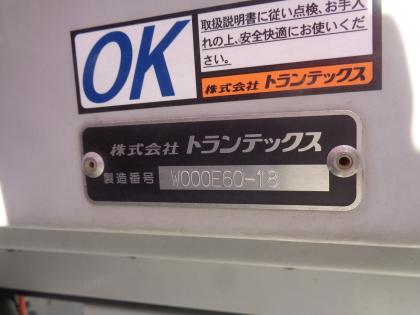 OK
取扱説明書に従い点検、お手入
れの上、安全快適にお使いくだ
さい。
株式会社 トランテックス
株式会社 トランテックス
製造番号 W000E60-18